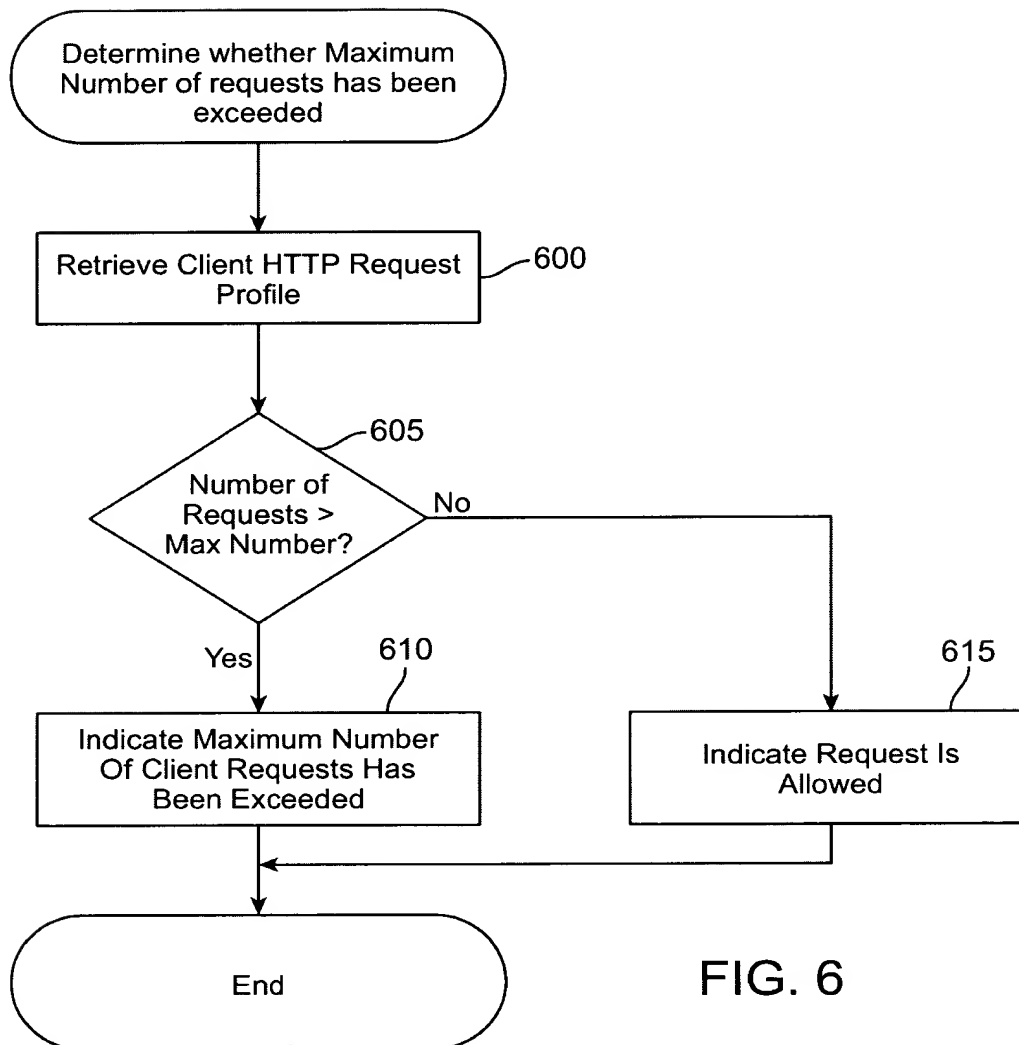 Determine whether Maximum
Number of requests has been
exceeded
Retrieve Client HTTP Request
Profile
600
605
Number of
Requests >
Max Number?
No
Yes
610
615
Indicate Maximum Number
Of Client Requests Has
Been Exceeded
Indicate Request Is
Allowed
End
FIG. 6